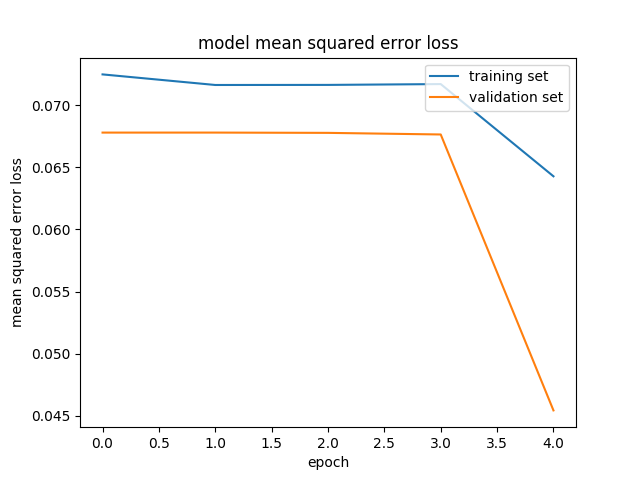 model mean squared error loss
training set
validation set
0.070
0.065
0.060
0.055
0.050
0.045
mean squared error loss
0.0 0.5 1.0 1.5 2.0 2.5 3.0 3.5 4.0
epoch